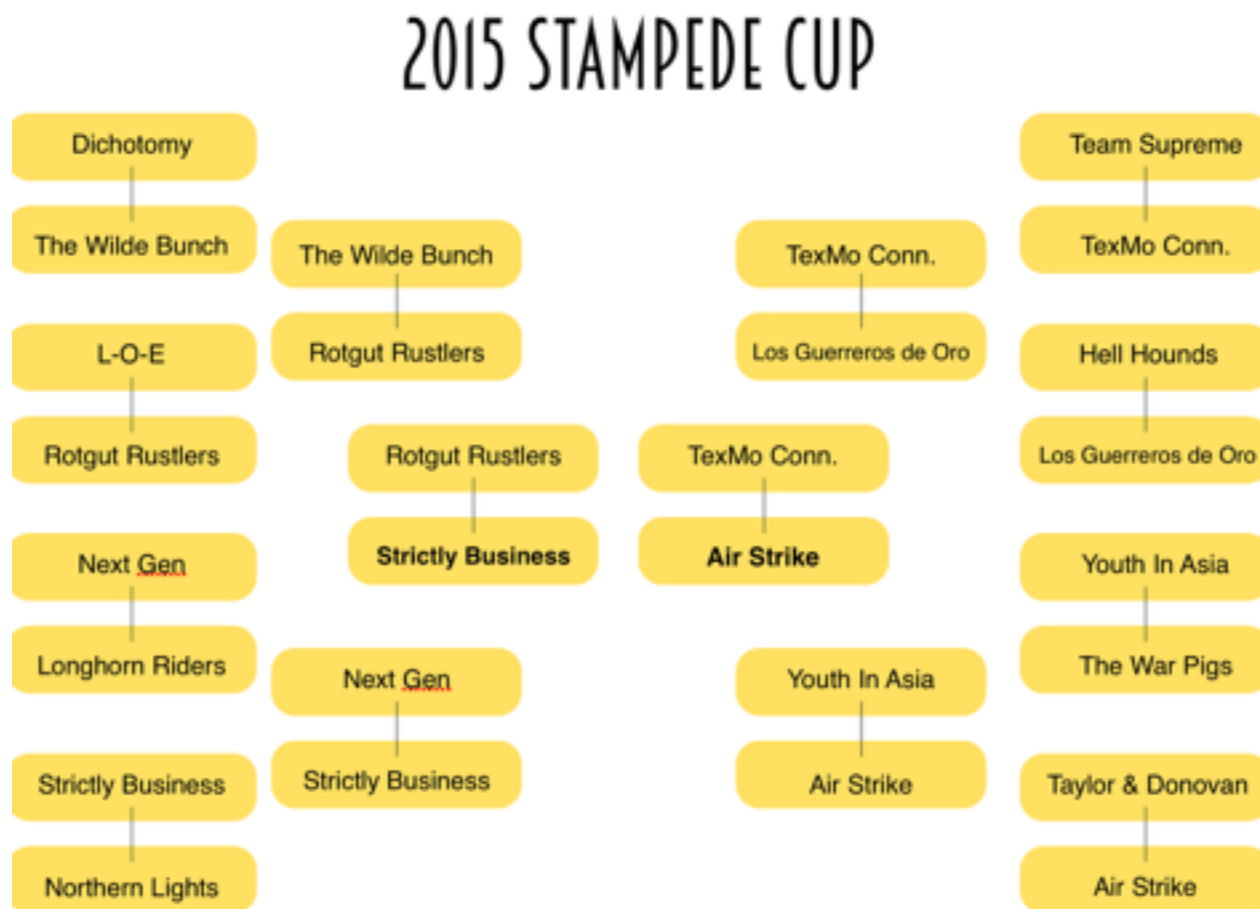 2015 STAMPEDE CUP
Dichotomy
The Wilde Bunch
L-O-E
Rotgut Rustlers
Next Gen
Longhorn Riders
Strictly Business
Northern Lights
The Wilde Bunch
Rotgut Rustlers
Next Gen
Strictly Business
Rotgut Rustlers
Strictly Business
TexMo Conn.
Air Strike
TexMo Conn.
Los Guerreros de Oro
Youth In Asia
Air Strike
Team Supreme
TexMo Conn.
Hell Hounds
Los Guerreros de Oro
Youth In Asia
The War Pigs
Taylor & Donovan
Air Strike